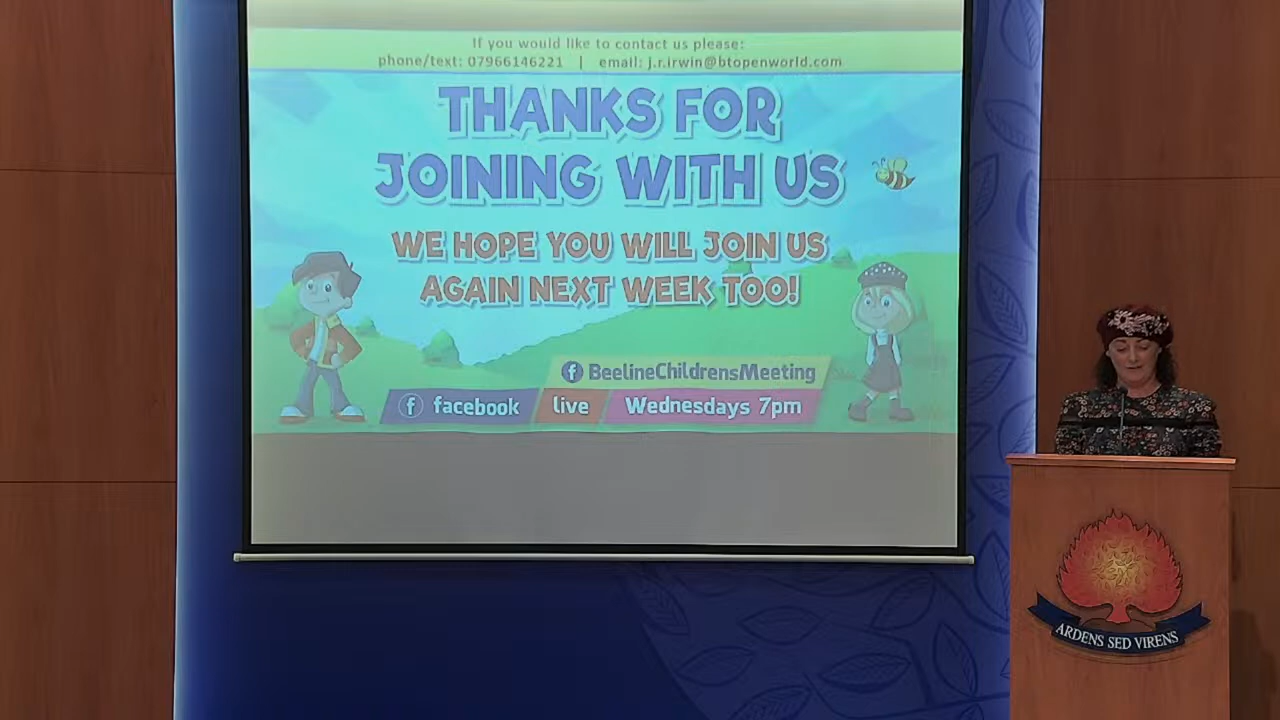 If you would like to contact us please:
phone/text: 07966146221 | email: j.r.irwin@btopenworld.com
THANKS FOR
JOINING WITH US
WE HOPE YOU WILL JOIN US
AGAIN NEXT WEEK TOO!
f BeelineChildrensMeeting
f facebook live Wednesdays 7pm
ARDENS SED VIRENS